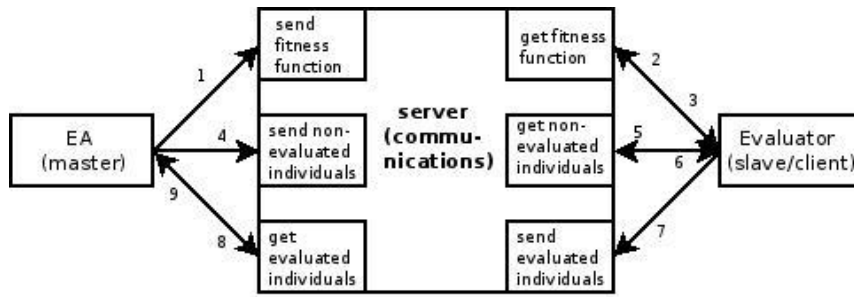 send
fitness
function
get fitness
function
1
2
3
EA
(master)
4
send non-
evaluated
individuals
server
(commu-
nications)
get non-
evaluated
individuals
5
6
Evaluator
(slave/client)
9
8
7
get
evaluated
individuals
send
evaluated
individuals